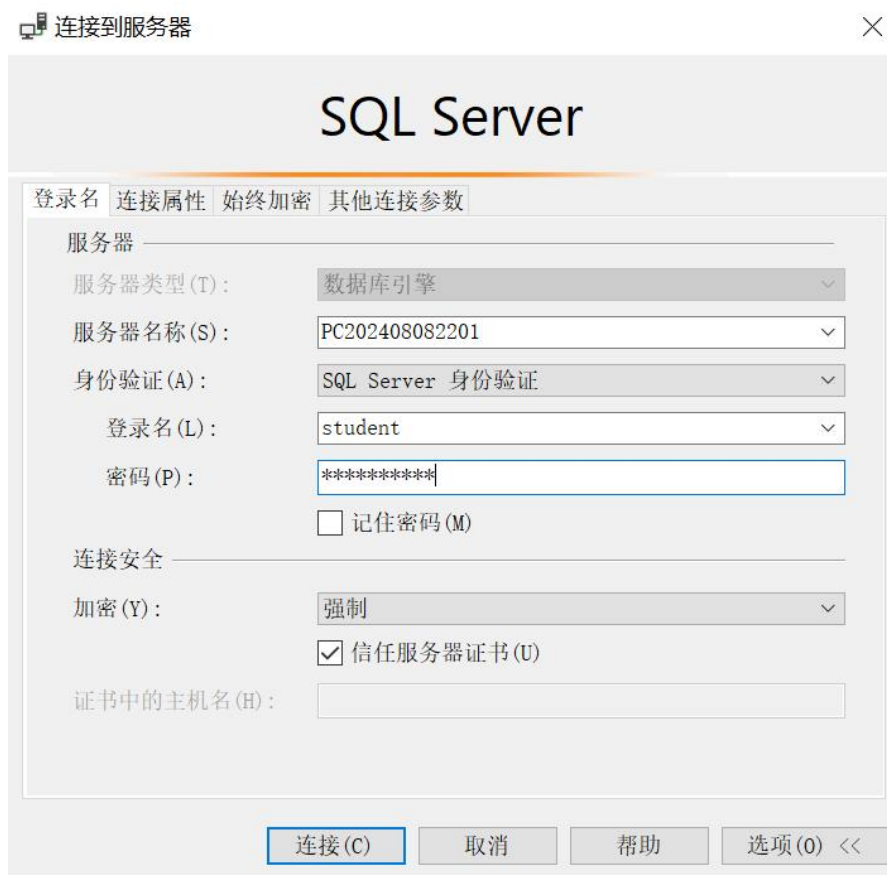 连接到服务器
SQL Server
登录名 连接属性 始终加密 其他连接参数
服务器
服务器类型(T): 数据库引擎
服务器名称(S): PC202408082201
身份验证(A): SQL Server 身份验证
登录名(L): student
密码(P): **********
记住密码(M)
连接安全
加密(Y): 强制
信任服务器证书(U)
证书中的主机名(H):
连接(C) 取消 帮助 选项(O) <<